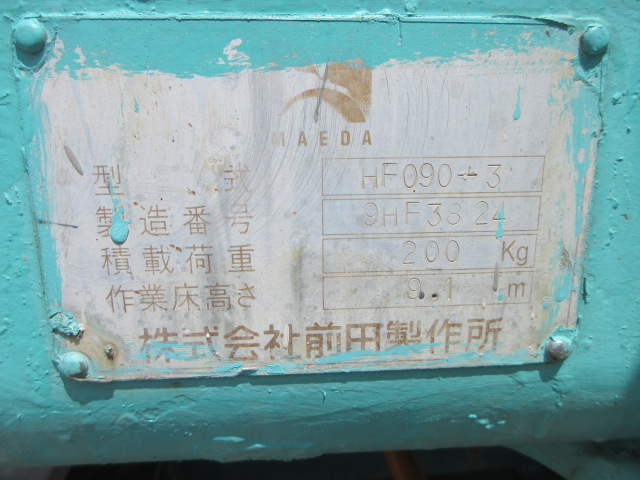 MAEDA
型式 HF090-3
製造番号 9HF3824
積載荷重 200 Kg
作業床高さ 9.1 m
株式会社前田製作所